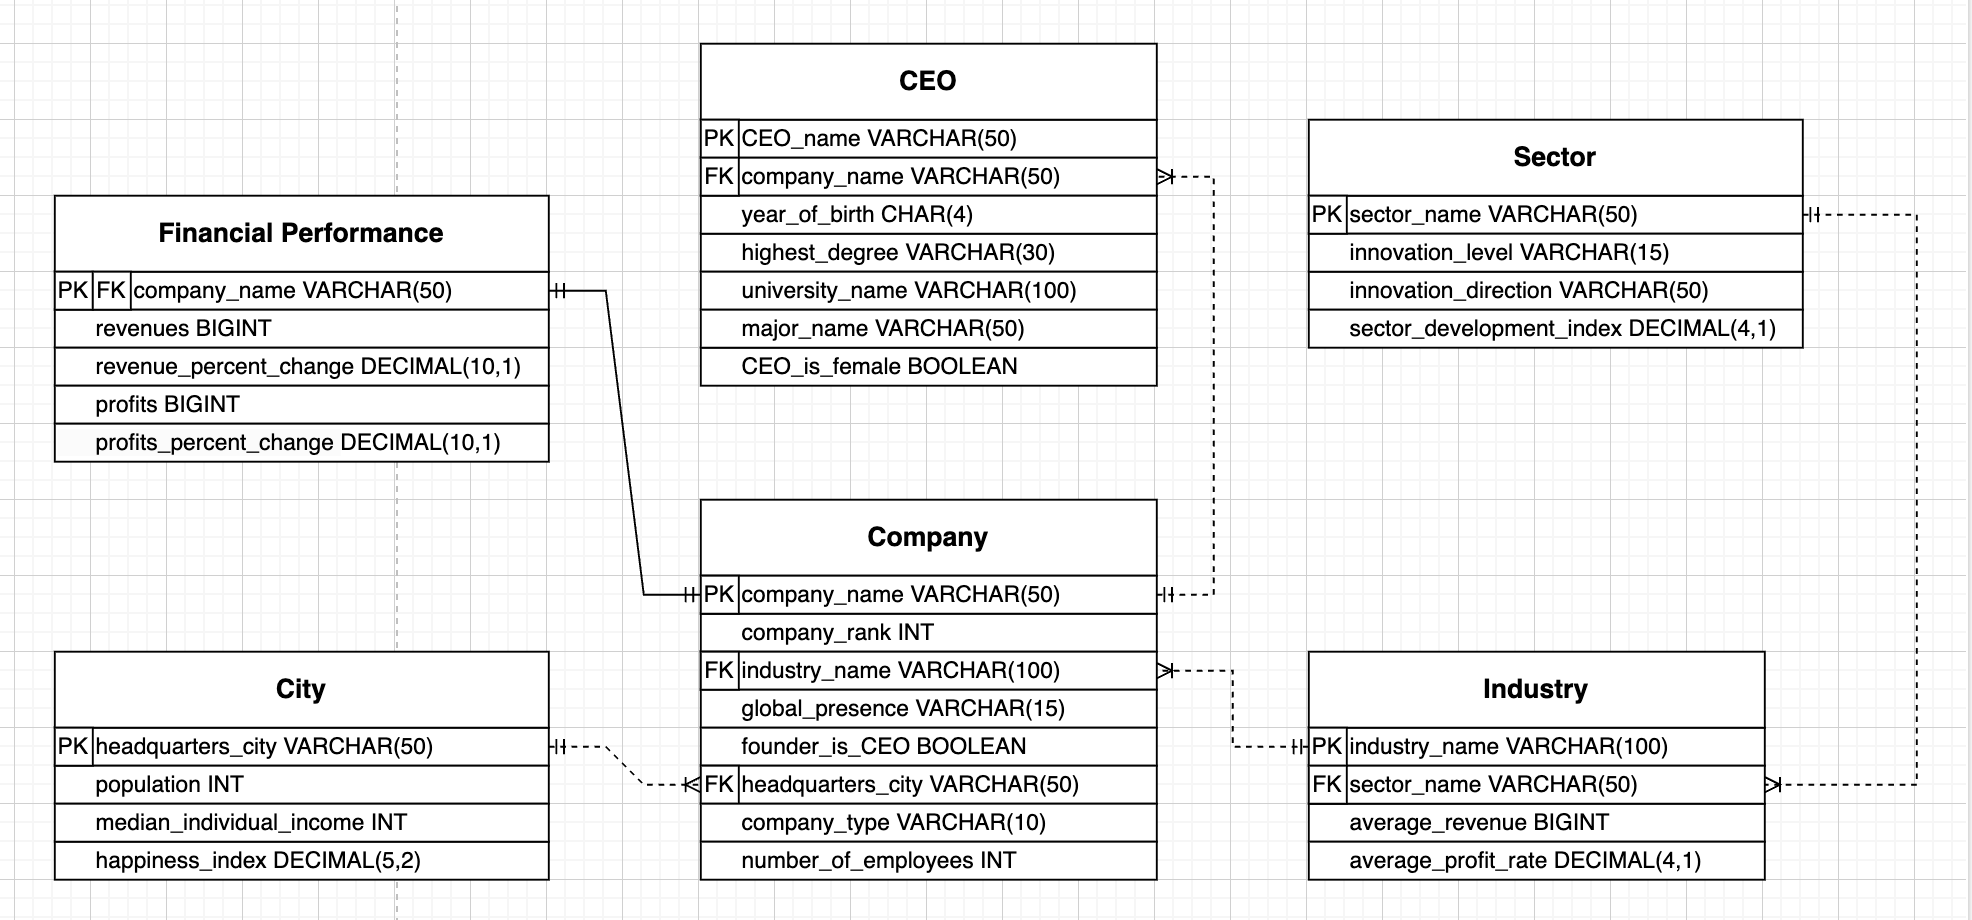 CEO
PK CEO_name VARCHAR(50)
FK company_name VARCHAR(50)
year_of_birth CHAR(4)
highest_degree VARCHAR(30)
university_name VARCHAR(100)
major_name VARCHAR(50)
CEO_is_female BOOLEAN
Sector
PK sector_name VARCHAR(50)
innovation_level VARCHAR(15)
innovation_direction VARCHAR(50)
sector_development_index DECIMAL(4,1)
Financial Performance
PK FK company_name VARCHAR(50)
revenues BIGINT
revenue_percent_change DECIMAL(10,1)
profits BIGINT
profits_percent_change DECIMAL(10,1)
Company
PK company_name VARCHAR(50)
company_rank INT
FK industry_name VARCHAR(100)
global_presence VARCHAR(15)
founder_is_CEO BOOLEAN
FK headquarters_city VARCHAR(50)
company_type VARCHAR(10)
number_of_employees INT
City
PK headquarters_city VARCHAR(50)
population INT
median_individual_income INT
happiness_index DECIMAL(5,2)
Industry
PK industry_name VARCHAR(100)
FK sector_name VARCHAR(50)
average_revenue BIGINT
average_profit_rate DECIMAL(4,1)